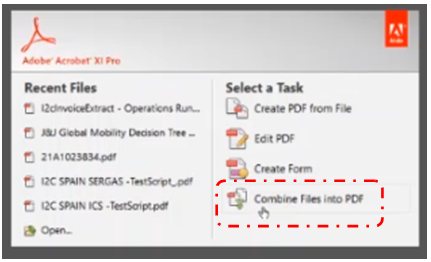 Adobe
Adobe® Acrobat® XI Pro
Recent Files
I2cInvoiceExtract - Operations Run...
J&J Global Mobility Decision Tree ...
21A1023834.pdf
I2C SPAIN SERGAS -TestScript_.pdf
I2C SPAIN ICS -TestScript.pdf
Open...
Select a Task
Create PDF from File
Edit PDF
Create Form
Combine Files into PDF